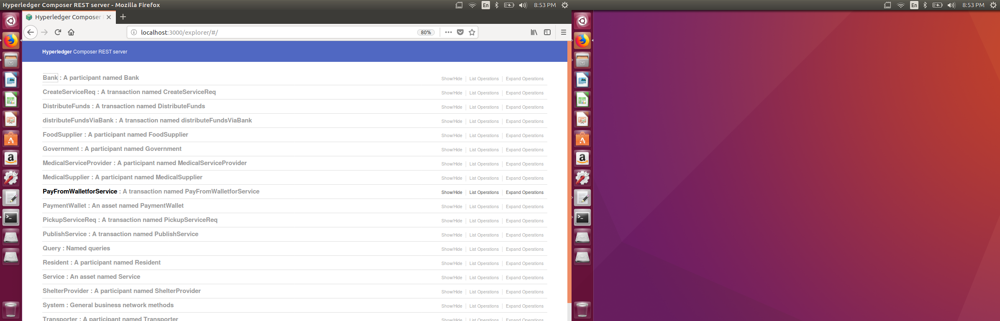 Hyperledger Composer REST server - Mozilla Firefox
En
8:53 PM
En
8:53 PM
Hyperledger Composer
localhost:3000/explorer/#/
80%
Hyperledger Composer REST server
Bank : A participant named Bank Show/Hide List Operations Expand Operations
CreateServiceReq : A transaction named CreateServiceReq Show/Hide List Operations Expand Operations
DistributeFunds : A transaction named DistributeFunds Show/Hide List Operations Expand Operations
distributeFundsViaBank : A transaction named distributeFundsViaBank Show/Hide List Operations Expand Operations
FoodSupplier : A participant named FoodSupplier Show/Hide List Operations Expand Operations
Government : A participant named Government Show/Hide List Operations Expand Operations
MedicalServiceProvider : A participant named MedicalServiceProvider Show/Hide List Operations Expand Operations
MedicalSupplier : A participant named MedicalSupplier Show/Hide List Operations Expand Operations
PayFromWalletforService : A transaction named PayFromWalletforService Show/Hide List Operations Expand Operations
PaymentWallet : An asset named PaymentWallet Show/Hide List Operations Expand Operations
PickupServiceReq : A transaction named PickupServiceReq Show/Hide List Operations Expand Operations
PublishService : A transaction named PublishService Show/Hide List Operations Expand Operations
Query : Named queries Show/Hide List Operations Expand Operations
Resident : A participant named Resident Show/Hide List Operations Expand Operations
Service : An asset named Service Show/Hide List Operations Expand Operations
ShelterProvider : A participant named ShelterProvider Show/Hide List Operations Expand Operations
System : General business network methods Show/Hide List Operations Expand Operations
Transporter : A participant named Transporter Show/Hide List Operations Expand Operations